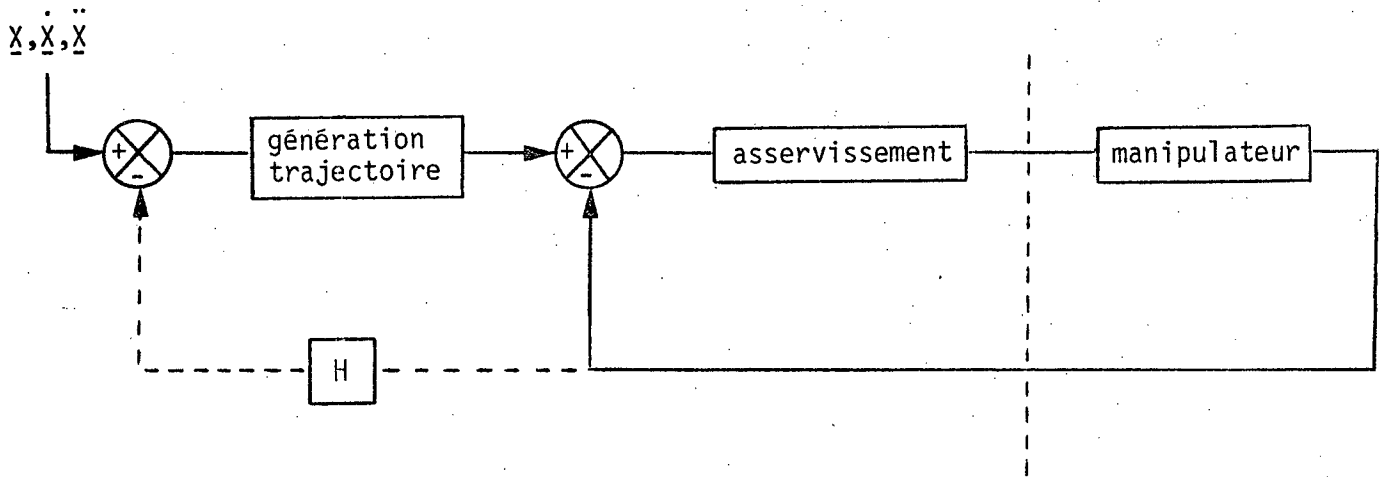 X, Ẋ, Ẍ
+
-
génération
trajectoire
+
-
asservissement
manipulateur
H